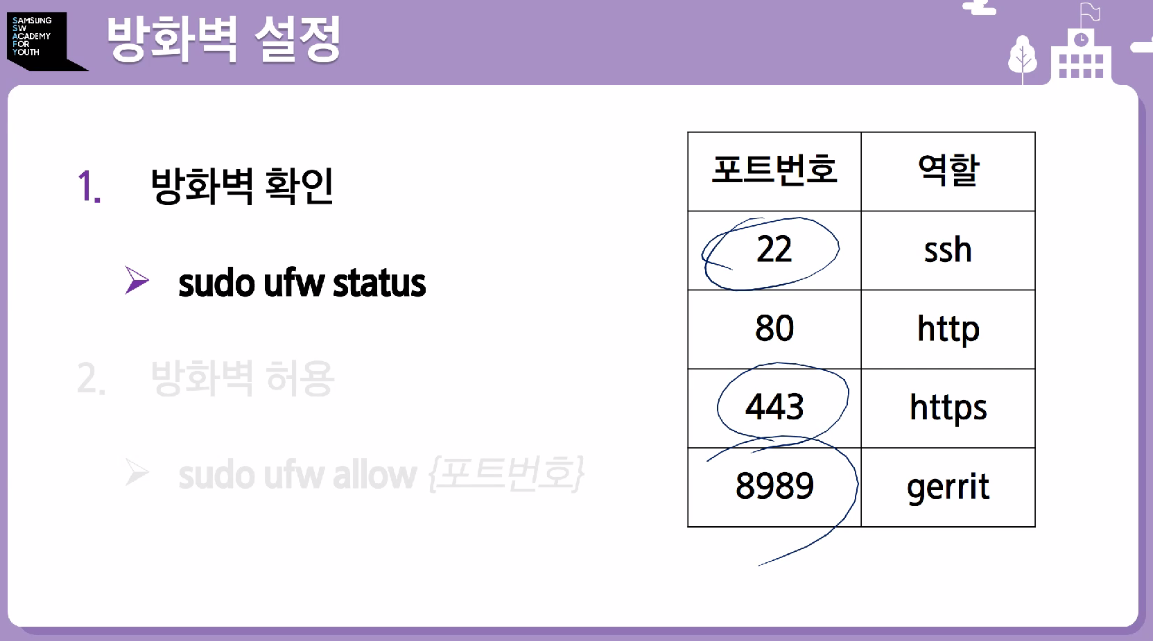 SAMSUNG
SW
ACADEMY
FOR
YOUTH
방화벽 설정
1. 방화벽 확인
➢ sudo ufw status
2. 방화벽 허용
➢ sudo ufw allow {포트번호}
포트번호 역할
22 ssh
80 http
443 https
8989 gerrit